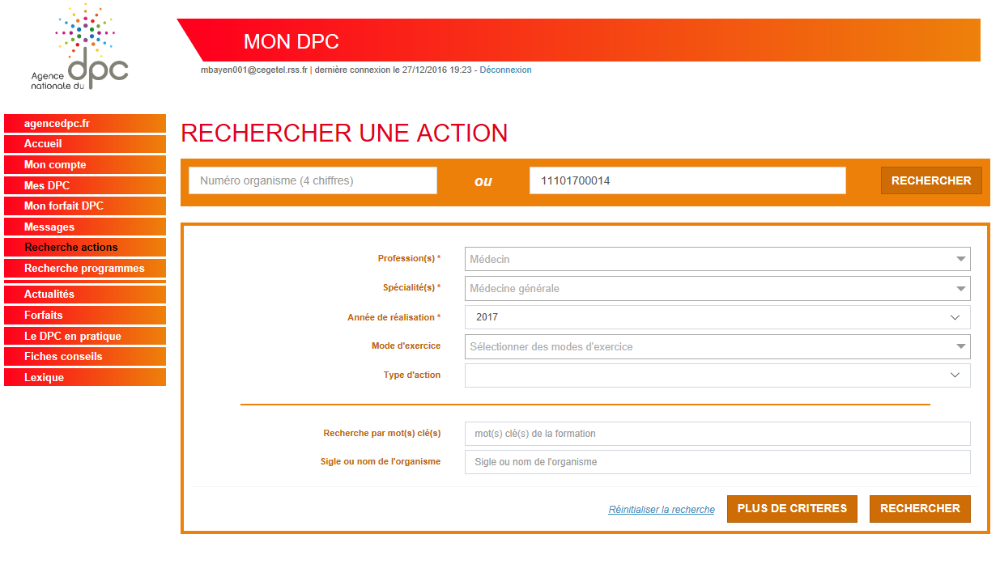 Agence
nationale du dpc
MON DPC
mbayen001@cegetel.rss.fr | dernière connexion le 27/12/2016 19:23 - Déconnexion
agencedpc.fr
Accueil
Mon compte
Mes DPC
Mon forfait DPC
Messages
Recherche actions
Recherche programmes
Actualités
Forfaits
Le DPC en pratique
Fiches conseils
Lexique
RECHERCHER UNE ACTION
Numéro organisme (4 chiffres) ou 11101700014 RECHERCHER
Profession(s) * Médecin
Spécialité(s) * Médecine générale
Année de réalisation * 2017
Mode d'exercice Sélectionner des modes d'exercice
Type d'action
Recherche par mot(s) clé(s) mot(s) clé(s) de la formation
Sigle ou nom de l'organisme Sigle ou nom de l'organisme
Réinitialiser la recherche PLUS DE CRITERES RECHERCHER